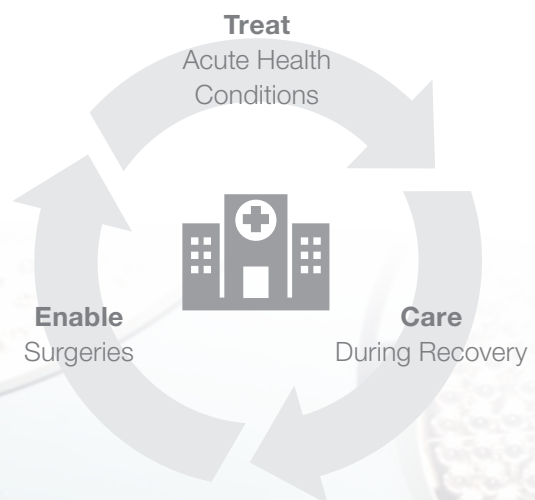 Treat
Acute Health
Conditions
Enable
Surgeries
Care
During Recovery